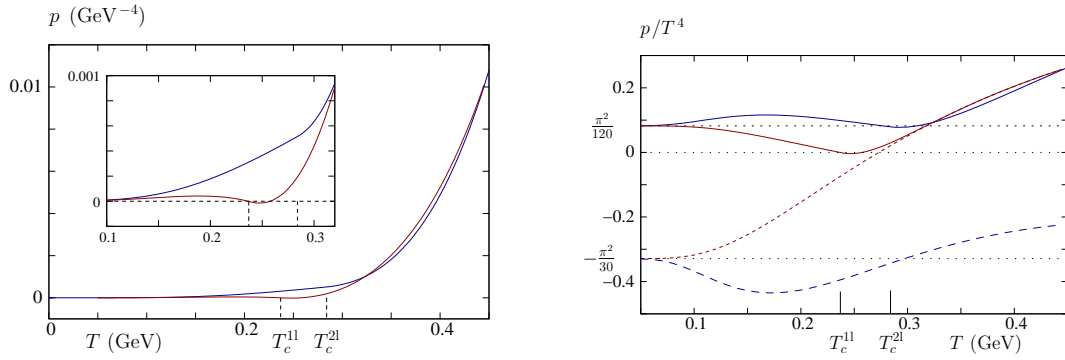 p (GeV⁻⁴)
0.01
0
0.001
0
0.1
0.2
0.3
0
0.2
0.4
T (GeV)
T_c^{1l}
T_c^{2l}
p/T⁴
0.2
π²/120
0
−0.2
−π²/30
−0.4
0.1
0.2
0.3
0.4
T_c^{1l}
T_c^{2l}
T (GeV)